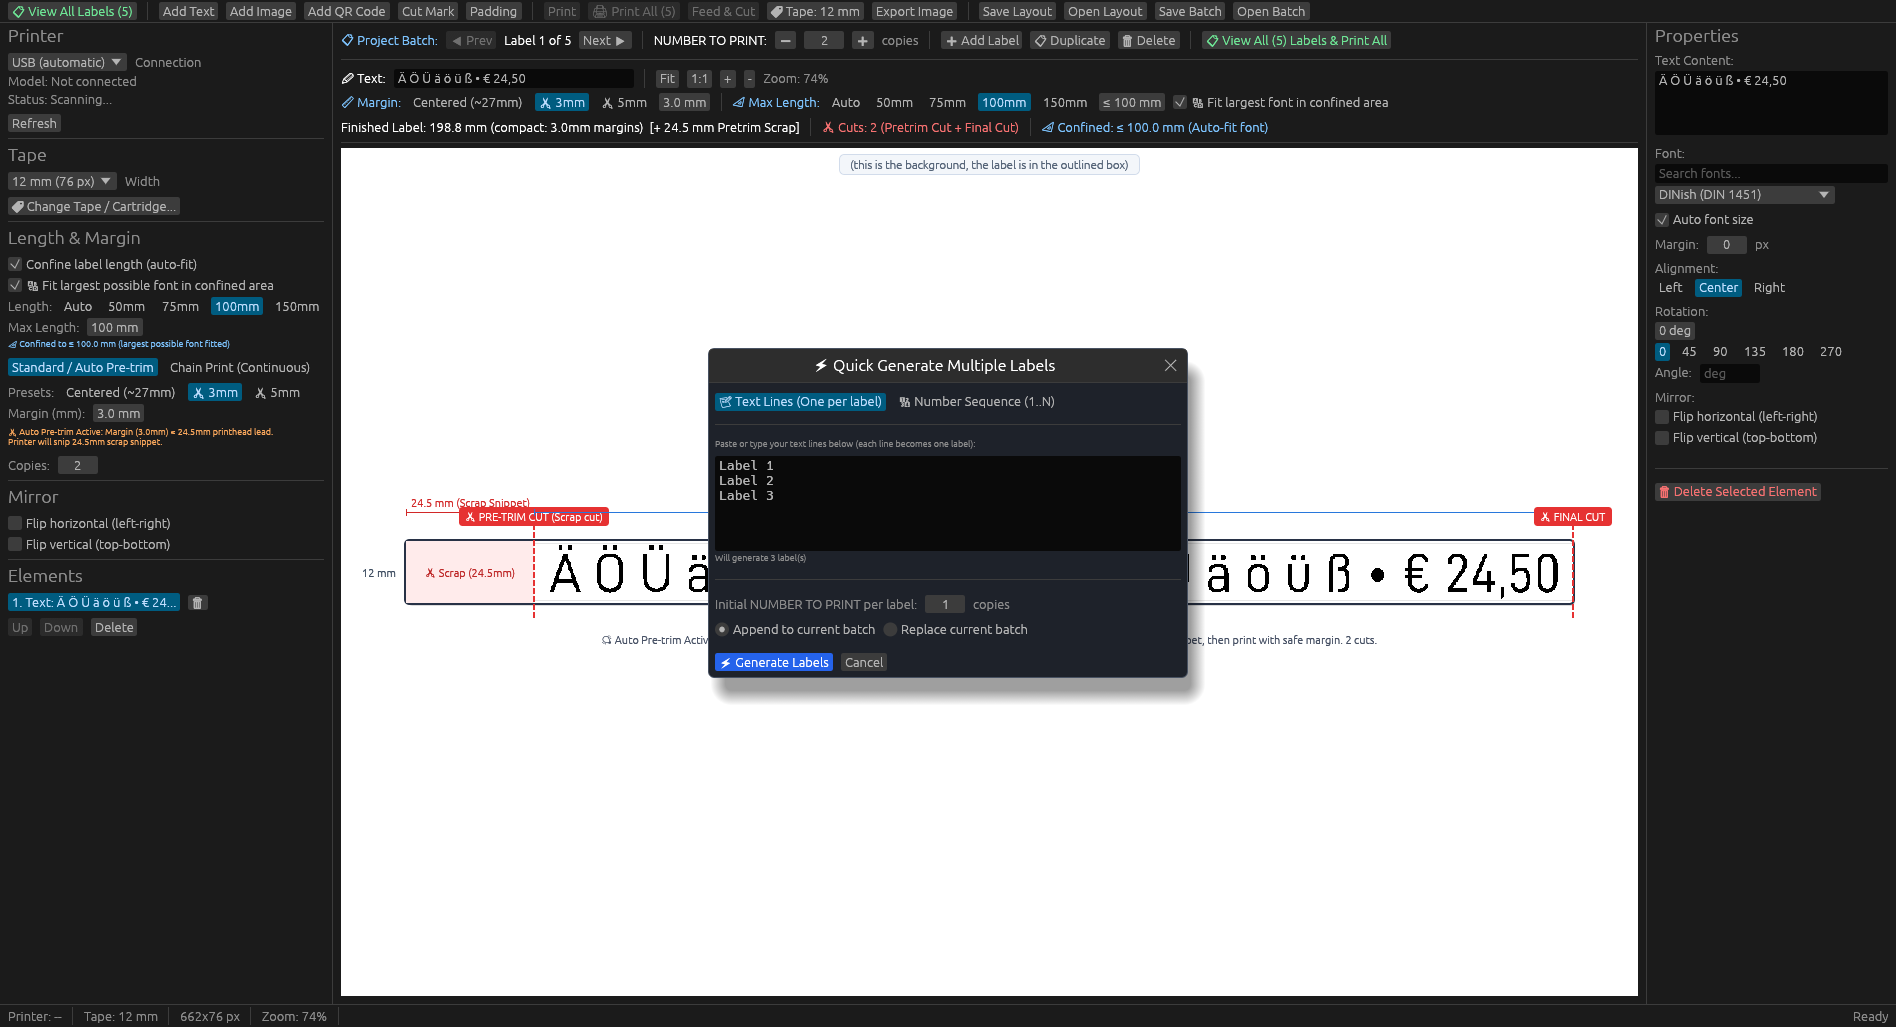 View All Labels (5) Add Text Add Image Add QR Code Cut Mark Padding Print Print All (5) Feed & Cut Tape: 12 mm Export Image Save Layout Open Layout Save Batch Open Batch
Printer
USB (automatic) Connection
Model: Not connected
Status: Scanning...
Refresh
Tape
12 mm (76 px) Width
Change Tape / Cartridge...
Length & Margin
Confine label length (auto-fit)
Fit largest possible font in confined area
Length: Auto 50mm 75mm 100mm 150mm
Max Length: 100 mm
Confined to ≤ 100.0 mm (largest possible font fitted)
Standard / Auto Pre-trim Chain Print (Continuous)
Presets: Centered (~27mm) 3mm 5mm
Margin (mm): 3.0 mm
Auto Pre-trim Active: Margin (3.0mm) < 24.5mm printhead lead.
Printer will snip 24.5mm scrap snippet.
Copies: 2
Mirror
Flip horizontal (left-right)
Flip vertical (top-bottom)
Elements
1. Text: Ä Ö Ü ä ö ü ß • € 24...
Up Down Delete
Project Batch: Prev Label 1 of 5 Next NUMBER TO PRINT: − 2 + copies + Add Label Duplicate Delete View All (5) Labels & Print All
Text: Ä Ö Ü ä ö ü ß • € 24,50 Fit 1:1 + - Zoom: 74%
Margin: Centered (~27mm) 3mm 5mm 3.0 mm Max Length: Auto 50mm 75mm 100mm 150mm ≤ 100 mm Fit largest font in confined area
Finished Label: 198.8 mm (compact: 3.0mm margins) [+ 24.5 mm Pretrim Scrap] Cuts: 2 (Pretrim Cut + Final Cut) Confined: ≤ 100.0 mm (Auto-fit font)
(this is the background, the label is in the outlined box)
24.5 mm (Scrap Snippet)
PRE-TRIM CUT (Scrap cut) FINAL CUT
12 mm Scrap (24.5mm) Ä Ö Ü ä ä ö ü ß • € 24,50
Auto Pre-trim Active pet, then print with safe margin. 2 cuts.
Quick Generate Multiple Labels
Text Lines (One per label) Number Sequence (1..N)
Paste or type your text lines below (each line becomes one label):
Label 1
Label 2
Label 3
Will generate 3 label(s)
Initial NUMBER TO PRINT per label: 1 copies
Append to current batch Replace current batch
Generate Labels Cancel
Properties
Text Content:
Ä Ö Ü ä ö ü ß • € 24,50
Font:
Search fonts...
DINish (DIN 1451)
Auto font size
Margin: 0 px
Alignment:
Left Center Right
Rotation:
0 deg
0 45 90 135 180 270
Angle: deg
Mirror:
Flip horizontal (left-right)
Flip vertical (top-bottom)
Delete Selected Element
Printer: -- Tape: 12 mm 662x76 px Zoom: 74% Ready